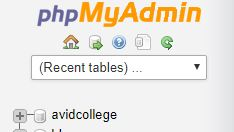 phpMyAdmin
(Recent tables) ...
avidcollege